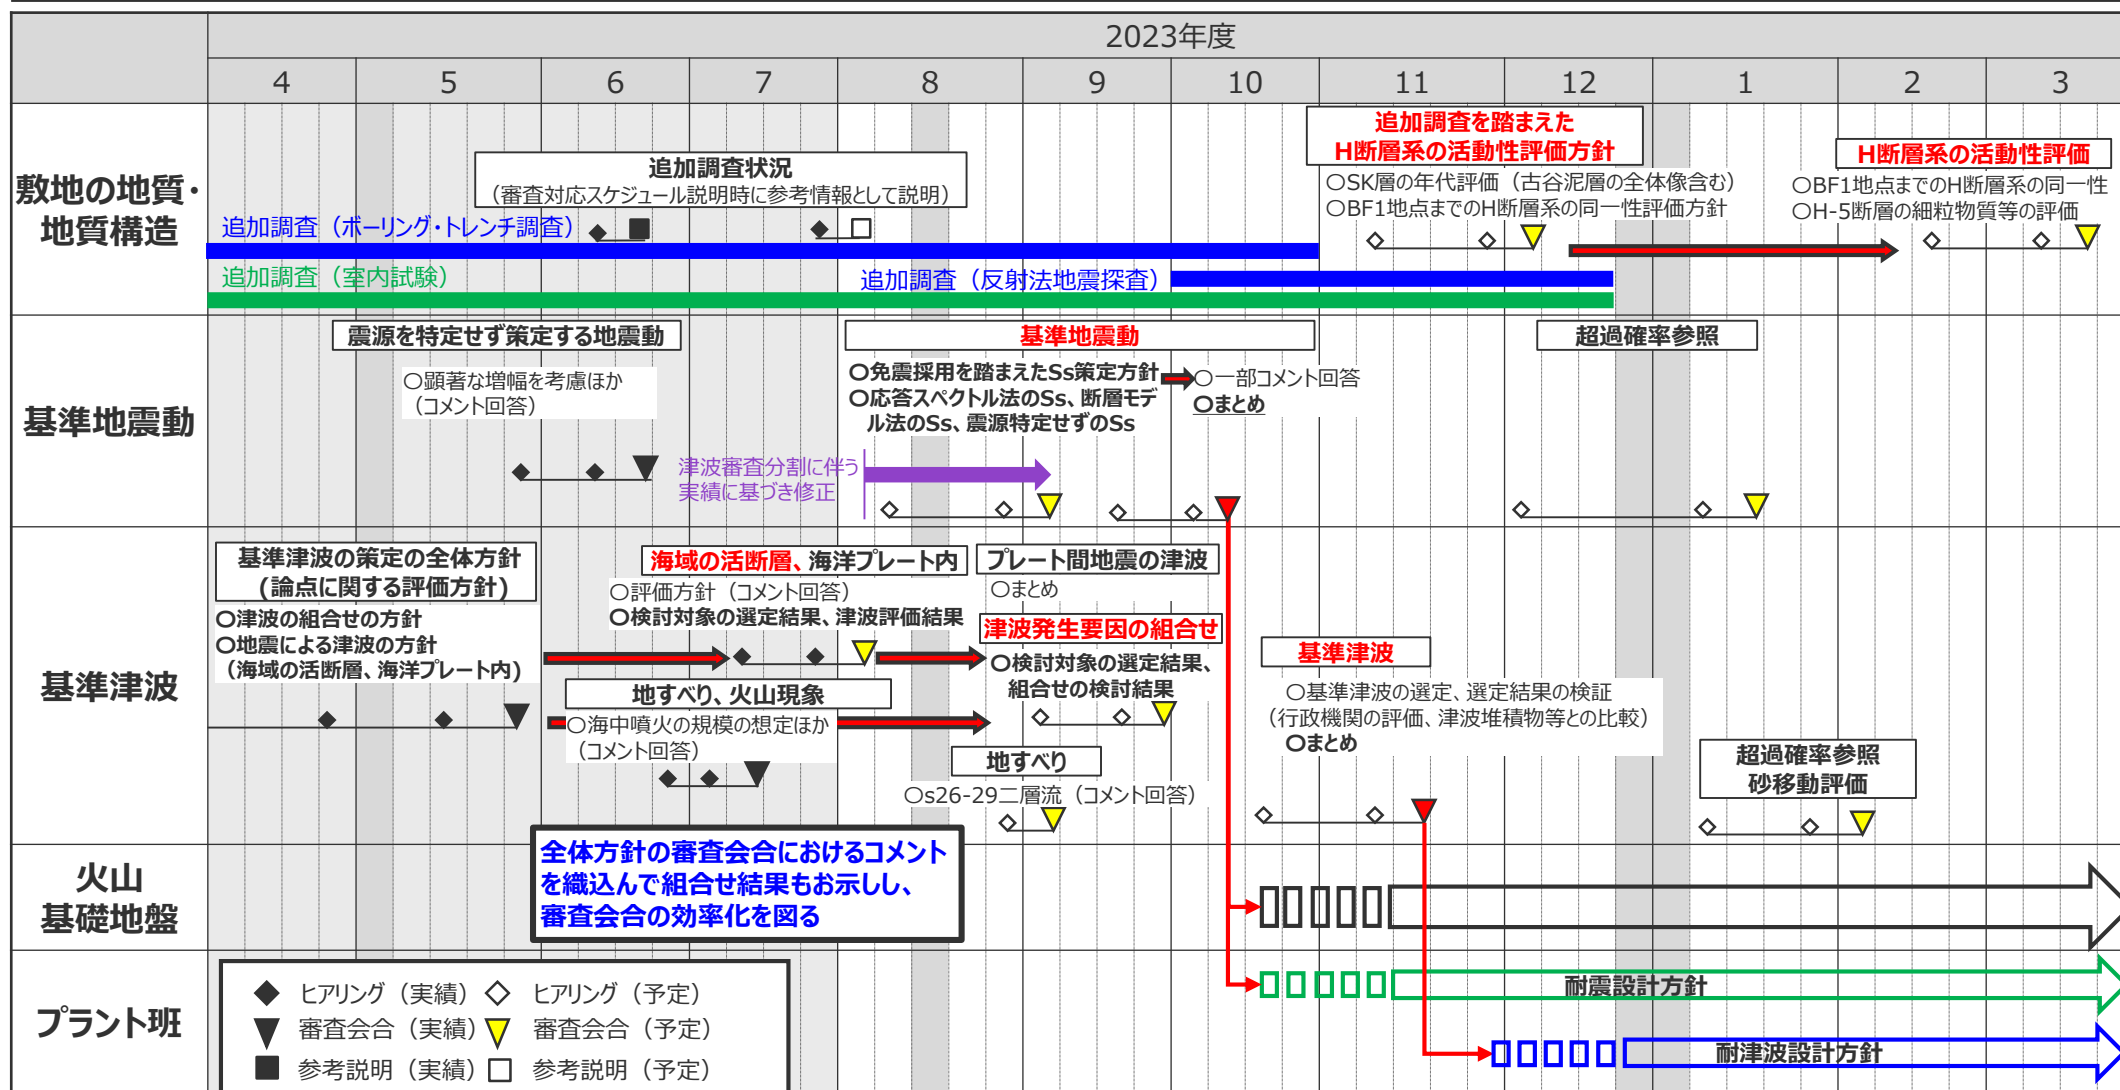 2023年度
4 5 6 7 8 9 10 11 12 1 2 3
敷地の地質・
地質構造
追加調査状況
（審査対応スケジュール説明時に参考情報として説明）
追加調査（ボーリング・トレンチ調査）
追加調査（室内試験）
追加調査（反射法地震探査）
追加調査を踏まえた
H断層系の活動性評価方針
〇SK層の年代評価（古谷泥層の全体像含む）
〇BF1地点までのH断層系の同一性評価方針
H断層系の活動性評価
〇BF1地点までのH断層系の同一性
〇H-5断層の細粒物質等の評価
基準地震動
震源を特定せず策定する地震動
〇顕著な増幅を考慮ほか
（コメント回答）
津波審査分割に伴う
実績に基づき修正
基準地震動
〇免震採用を踏まえたSs策定方針
〇応答スペクトル法のSs、断層モデ
ル法のSs、震源特定せずのSs
〇一部コメント回答
〇まとめ
超過確率参照
基準津波
基準津波の策定の全体方針
(論点に関する評価方針)
〇津波の組合せの方針
〇地震による津波の方針
（海域の活断層、海洋プレート内）
海域の活断層、海洋プレート内
〇評価方針（コメント回答）
〇検討対象の選定結果、津波評価結果
地すべり、火山現象
〇海中噴火の規模の想定ほか
（コメント回答）
プレート間地震の津波
〇まとめ
津波発生要因の組合せ
〇検討対象の選定結果、
組合せの検討結果
地すべり
〇s26-29二層流（コメント回答）
基準津波
〇基準津波の選定、選定結果の検証
（行政機関の評価、津波堆積物等との比較）
〇まとめ
超過確率参照
砂移動評価
全体方針の審査会合におけるコメント
を織込んで組合せ結果もお示しし、
審査会合の効率化を図る
火山
基礎地盤
プラント班
耐震設計方針
耐津波設計方針
ヒアリング（実績） ヒアリング（予定）
審査会合（実績） 審査会合（予定）
参考説明（実績） 参考説明（予定）